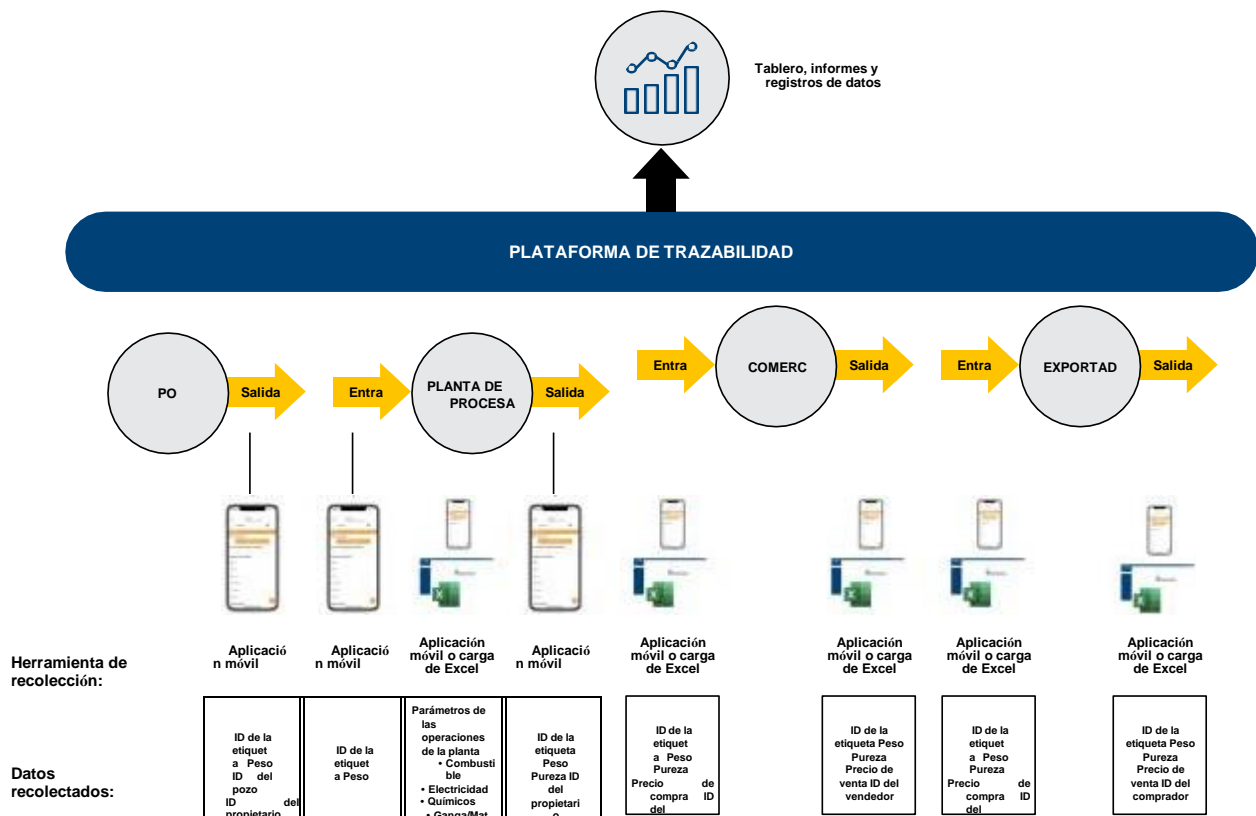 Tablero, informes y
registros de datos
PLATAFORMA DE TRAZABILIDAD
PO
Salida
Entra
PLANTA DE
PROCESA
Salida
Entra
COMERC
Salida
Entra
EXPORTAD
Salida
Herramienta de
recolección:
Aplicació
n móvil
Aplicació
n móvil
Aplicación
móvil o carga
de Excel
Aplicació
n móvil
Aplicación
móvil o carga
de Excel
Aplicación
móvil o carga
de Excel
Aplicación
móvil o carga
de Excel
Aplicación
móvil o carga
de Excel
Datos
recolectados:
ID de la
etiquet
a Peso
ID del
pozo
ID del
propietario
ID de la
etiquet
a Peso
Parámetros de
las
operaciones
de la planta
• Combusti
ble
• Electricidad
• Químicos
• Ganga/Mat
ID de la
etiqueta
Peso
Pureza ID
del
propietari
o
ID de la
etiquet
a Peso
Pureza
Precio de
compra ID
del
ID de la
etiqueta Peso
Pureza
Precio de
venta ID del
vendedor
ID de la
etiquet
a Peso
Pureza
Precio de
compra ID
del
ID de la
etiqueta Peso
Pureza
Precio de
venta ID del
comprador